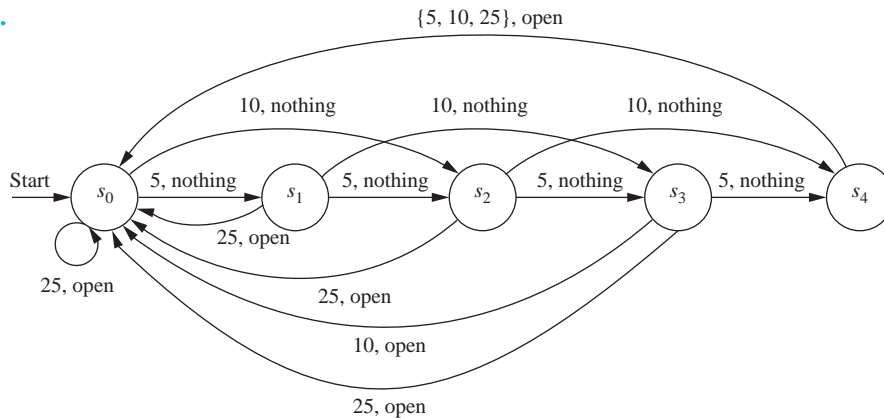 {5, 10, 25}, open
10, nothing
10, nothing
10, nothing
Start
s0
5, nothing
s1
5, nothing
s2
5, nothing
s3
5, nothing
s4
25, open
25, open
25, open
10, open
25, open